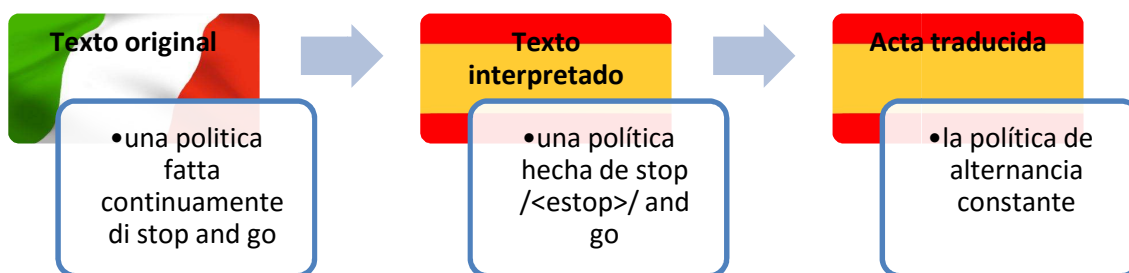 Texto original
•una politica
fatta
continuamente
di stop and go
Texto
interpretado
•una política
hecha de stop
/<estop>/ and
go
Acta traducida
•la política de
alternancia
constante